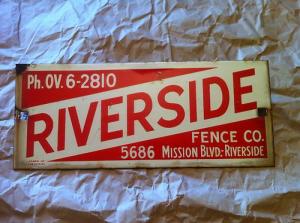 Ph. OV. 6-2810
RIVERSIDE
FENCE CO.
5686 MISSION BLVD.-RIVERSIDE